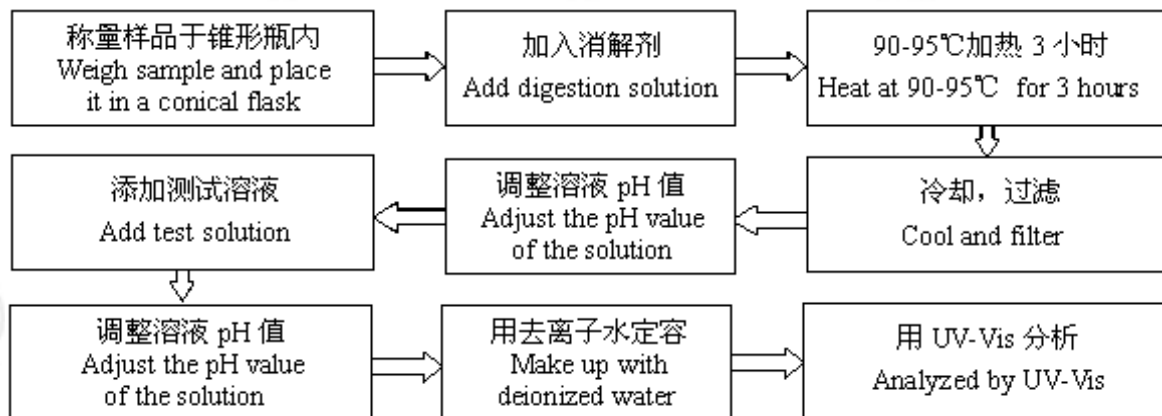 称量样品于锥形瓶内
Weigh sample and place
it in a conical flask
加入消解剂
Add digestion solution
90-95℃加热 3 小时
Heat at 90-95℃ for 3 hours
冷却，过滤
Cool and filter
调整溶液 pH 值
Adjust the pH value
of the solution
添加测试溶液
Add test solution
调整溶液 pH 值
Adjust the pH value
of the solution
用去离子水定容
Make up with
deionized water
用 UV-Vis 分析
Analyzed by UV-Vis